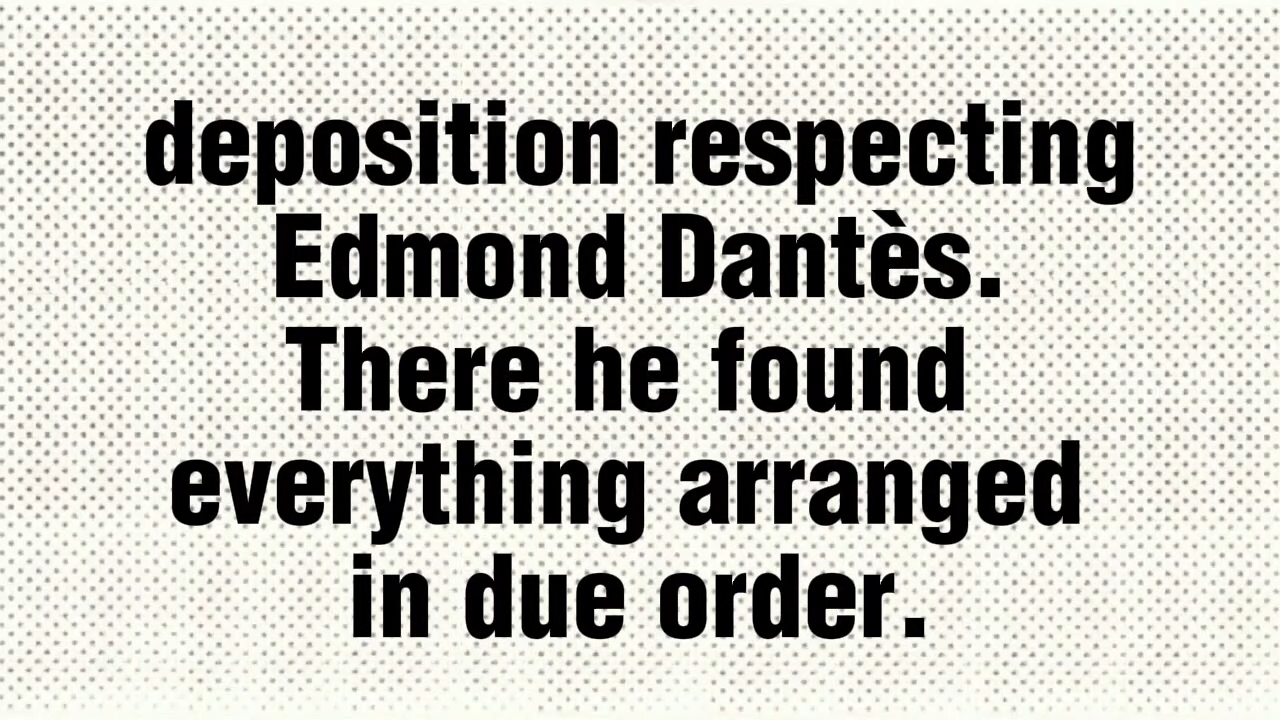 deposition respecting
Edmond Dantès.
There he found
everything arranged
in due order.